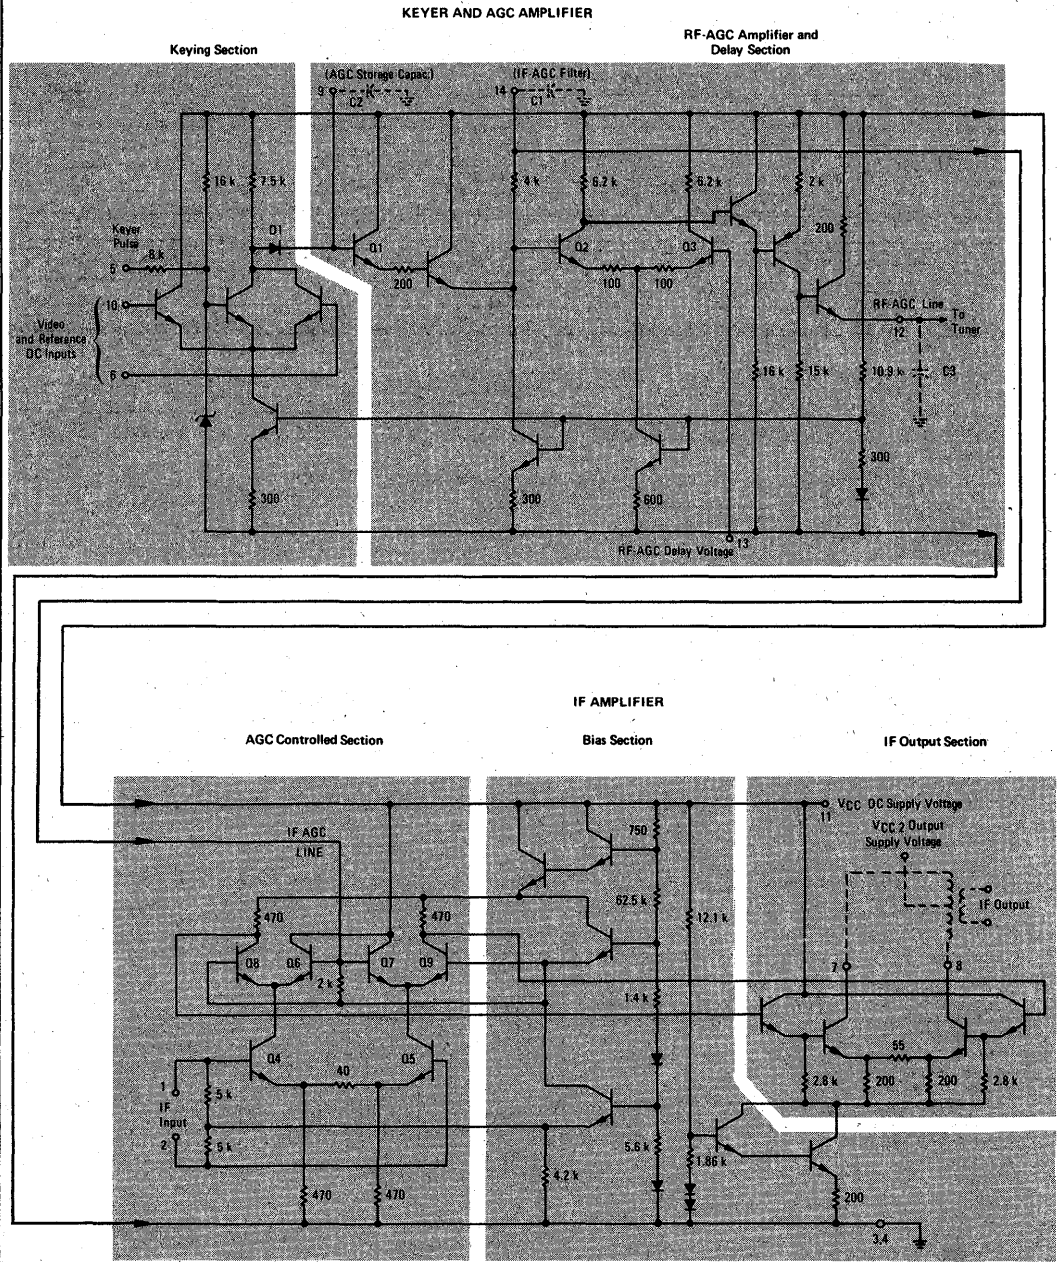 KEYER AND AGC AMPLIFIER
RF-AGC Amplifier and
Delay Section
Keying Section
(AGC Storage Capac.)
9
C2
(IF-AGC Filter)
14
C1
16 k
7.5 k
4 k
6.2 k
6.2 k
2 k
200
Keyer
Pulse
8 k
5
D1
Q1
200
Q2
Q3
100
100
10
Video
and Reference
DC Inputs
6
RF-AGC Line
12
To
Tuner
C3
16 k
15 k
10.9 k
300
300
300
600
RF-AGC Delay Voltage
13
IF AMPLIFIER
AGC Controlled Section
Bias Section
IF Output Section
IF AGC
LINE
750
VCC DC Supply Voltage
11
VCC 2 Output
Supply Voltage
470
470
62.5 k
12.1 k
IF Output
Q8
Q6
Q7
Q9
2 k
7
8
1.4 k
Q4
Q5
40
55
2.8 k
200
200
2.8 k
1
5 k
IF
Input
2
5 k
5.6 k
1.86 k
4.2 k
470
470
200
3,4